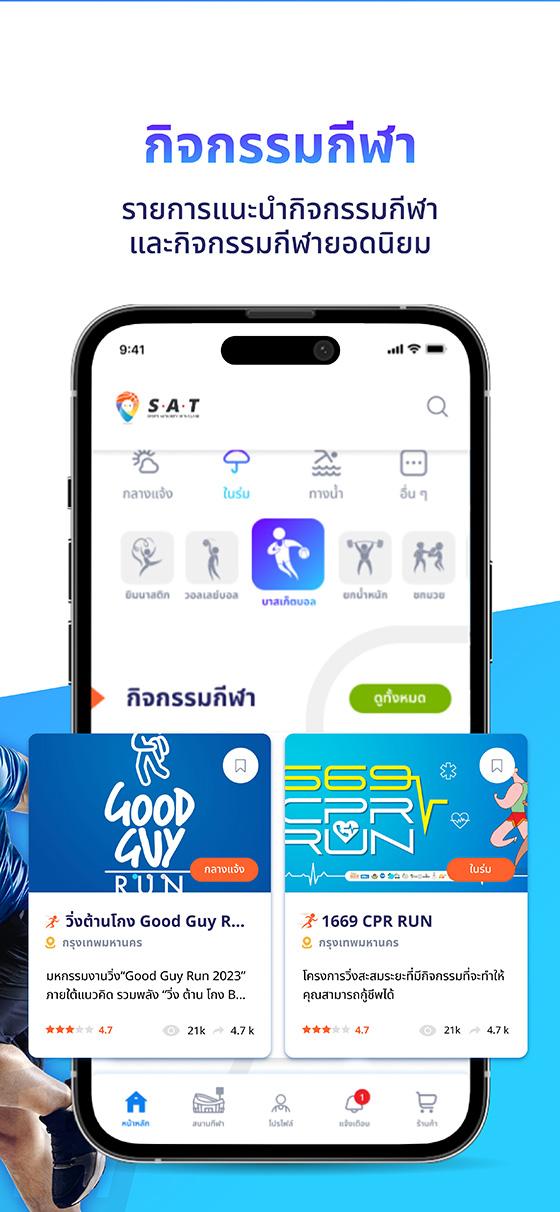 กิจกรรมกีฬา
รายการแนะนำกิจกรรมกีฬา
และกิจกรรมกีฬายอดนิยม
9:41
S·A·T
กลางแจ้ง
ในร่ม
ทางน้ำ
อื่น ๆ
ยิมนาสติก
วอลเลย์บอล
บาสเก็ตบอล
ยกน้ำหนัก
ชกมวย
กิจกรรมกีฬา
ดูทั้งหมด
GOOD
GUY
RUN
กลางแจ้ง
วิ่งต้านโกง Good Guy R...
กรุงเทพมหานคร
มหกรรมงานวิ่ง“Good Guy Run 2023”
ภายใต้แนวคิด รวมพลัง “วิ่ง ต้าน โกง B...
4.7
21k
4.7 k
1669
CPR
RUN
ในร่ม
1669 CPR RUN
กรุงเทพมหานคร
โครงการวิ่งสะสมระยะที่มีกิจกรรมที่จะทำให้
คุณสามารถกู้ชีพได้
4.7
21k
4.7 k
หน้าหลัก
สนามกีฬา
โปรไฟล์
1
แจ้งเตือน
ร้านค้า